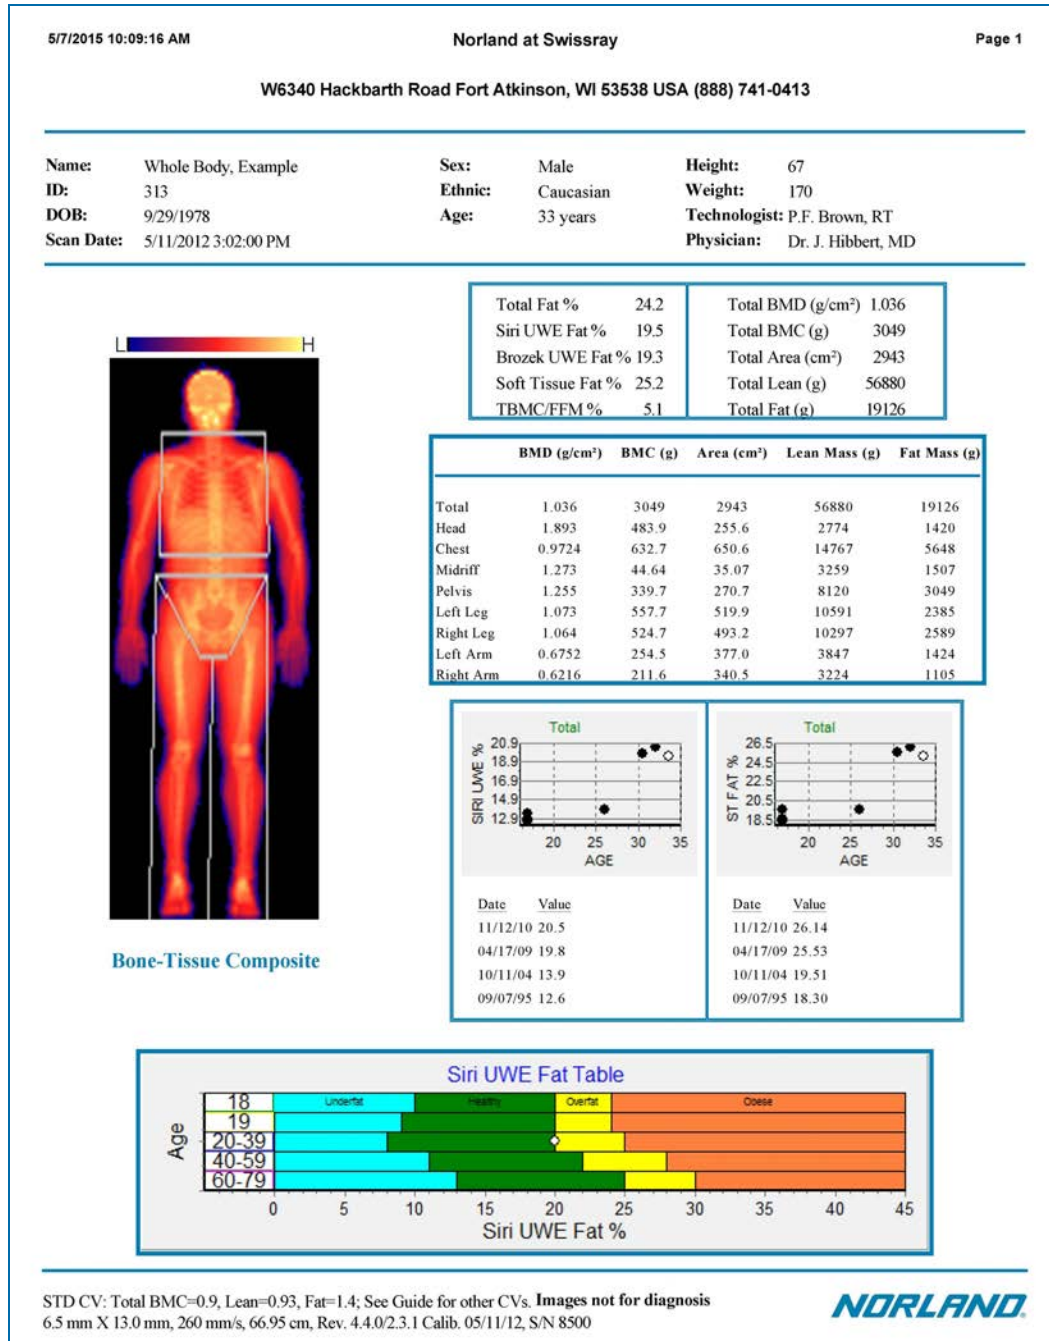 5/7/2015 10:09:16 AM Norland at Swissray Page 1
W6340 Hackbarth Road Fort Atkinson, WI 53538 USA (888) 741-0413
Name: Whole Body, Example Sex: Male Height: 67
ID: 313 Ethnic: Caucasian Weight: 170
DOB: 9/29/1978 Age: 33 years Technologist: P.F. Brown, RT
Scan Date: 5/11/2012 3:02:00 PM Physician: Dr. J. Hibbert, MD
Total Fat % 24.2 Total BMD (g/cm²) 1.036
Siri UWE Fat % 19.5 Total BMC (g) 3049
Brozek UWE Fat % 19.3 Total Area (cm²) 2943
Soft Tissue Fat % 25.2 Total Lean (g) 56880
TBMC/FFM % 5.1 Total Fat (g) 19126
L H
BMD (g/cm²) BMC (g) Area (cm²) Lean Mass (g) Fat Mass (g)
Total 1.036 3049 2943 56880 19126
Head 1.893 483.9 255.6 2774 1420
Chest 0.9724 632.7 650.6 14767 5648
Midriff 1.273 44.64 35.07 3259 1507
Pelvis 1.255 339.7 270.7 8120 3049
Left Leg 1.073 557.7 519.9 10591 2385
Right Leg 1.064 524.7 493.2 10297 2589
Left Arm 0.6752 254.5 377.0 3847 1424
Right Arm 0.6216 211.6 340.5 3224 1105
Total
SIRI UWE %
20.9
18.9
16.9
14.9
12.9
20 25 30 35
AGE
Date Value
11/12/10 20.5
04/17/09 19.8
10/11/04 13.9
09/07/95 12.6
Total
ST FAT %
26.5
24.5
22.5
20.5
18.5
20 25 30 35
AGE
Date Value
11/12/10 26.14
04/17/09 25.53
10/11/04 19.51
09/07/95 18.30
Bone-Tissue Composite
Siri UWE Fat Table
Age
18 Underfat Healthy Overfat Obese
19
20-39
40-59
60-79
0 5 10 15 20 25 30 35 40 45
Siri UWE Fat %
STD CV: Total BMC=0.9, Lean=0.93, Fat=1.4; See Guide for other CVs. Images not for diagnosis
6.5 mm X 13.0 mm, 260 mm/s, 66.95 cm, Rev. 4.4.0/2.3.1 Calib. 05/11/12, S/N 8500
NORLAND.